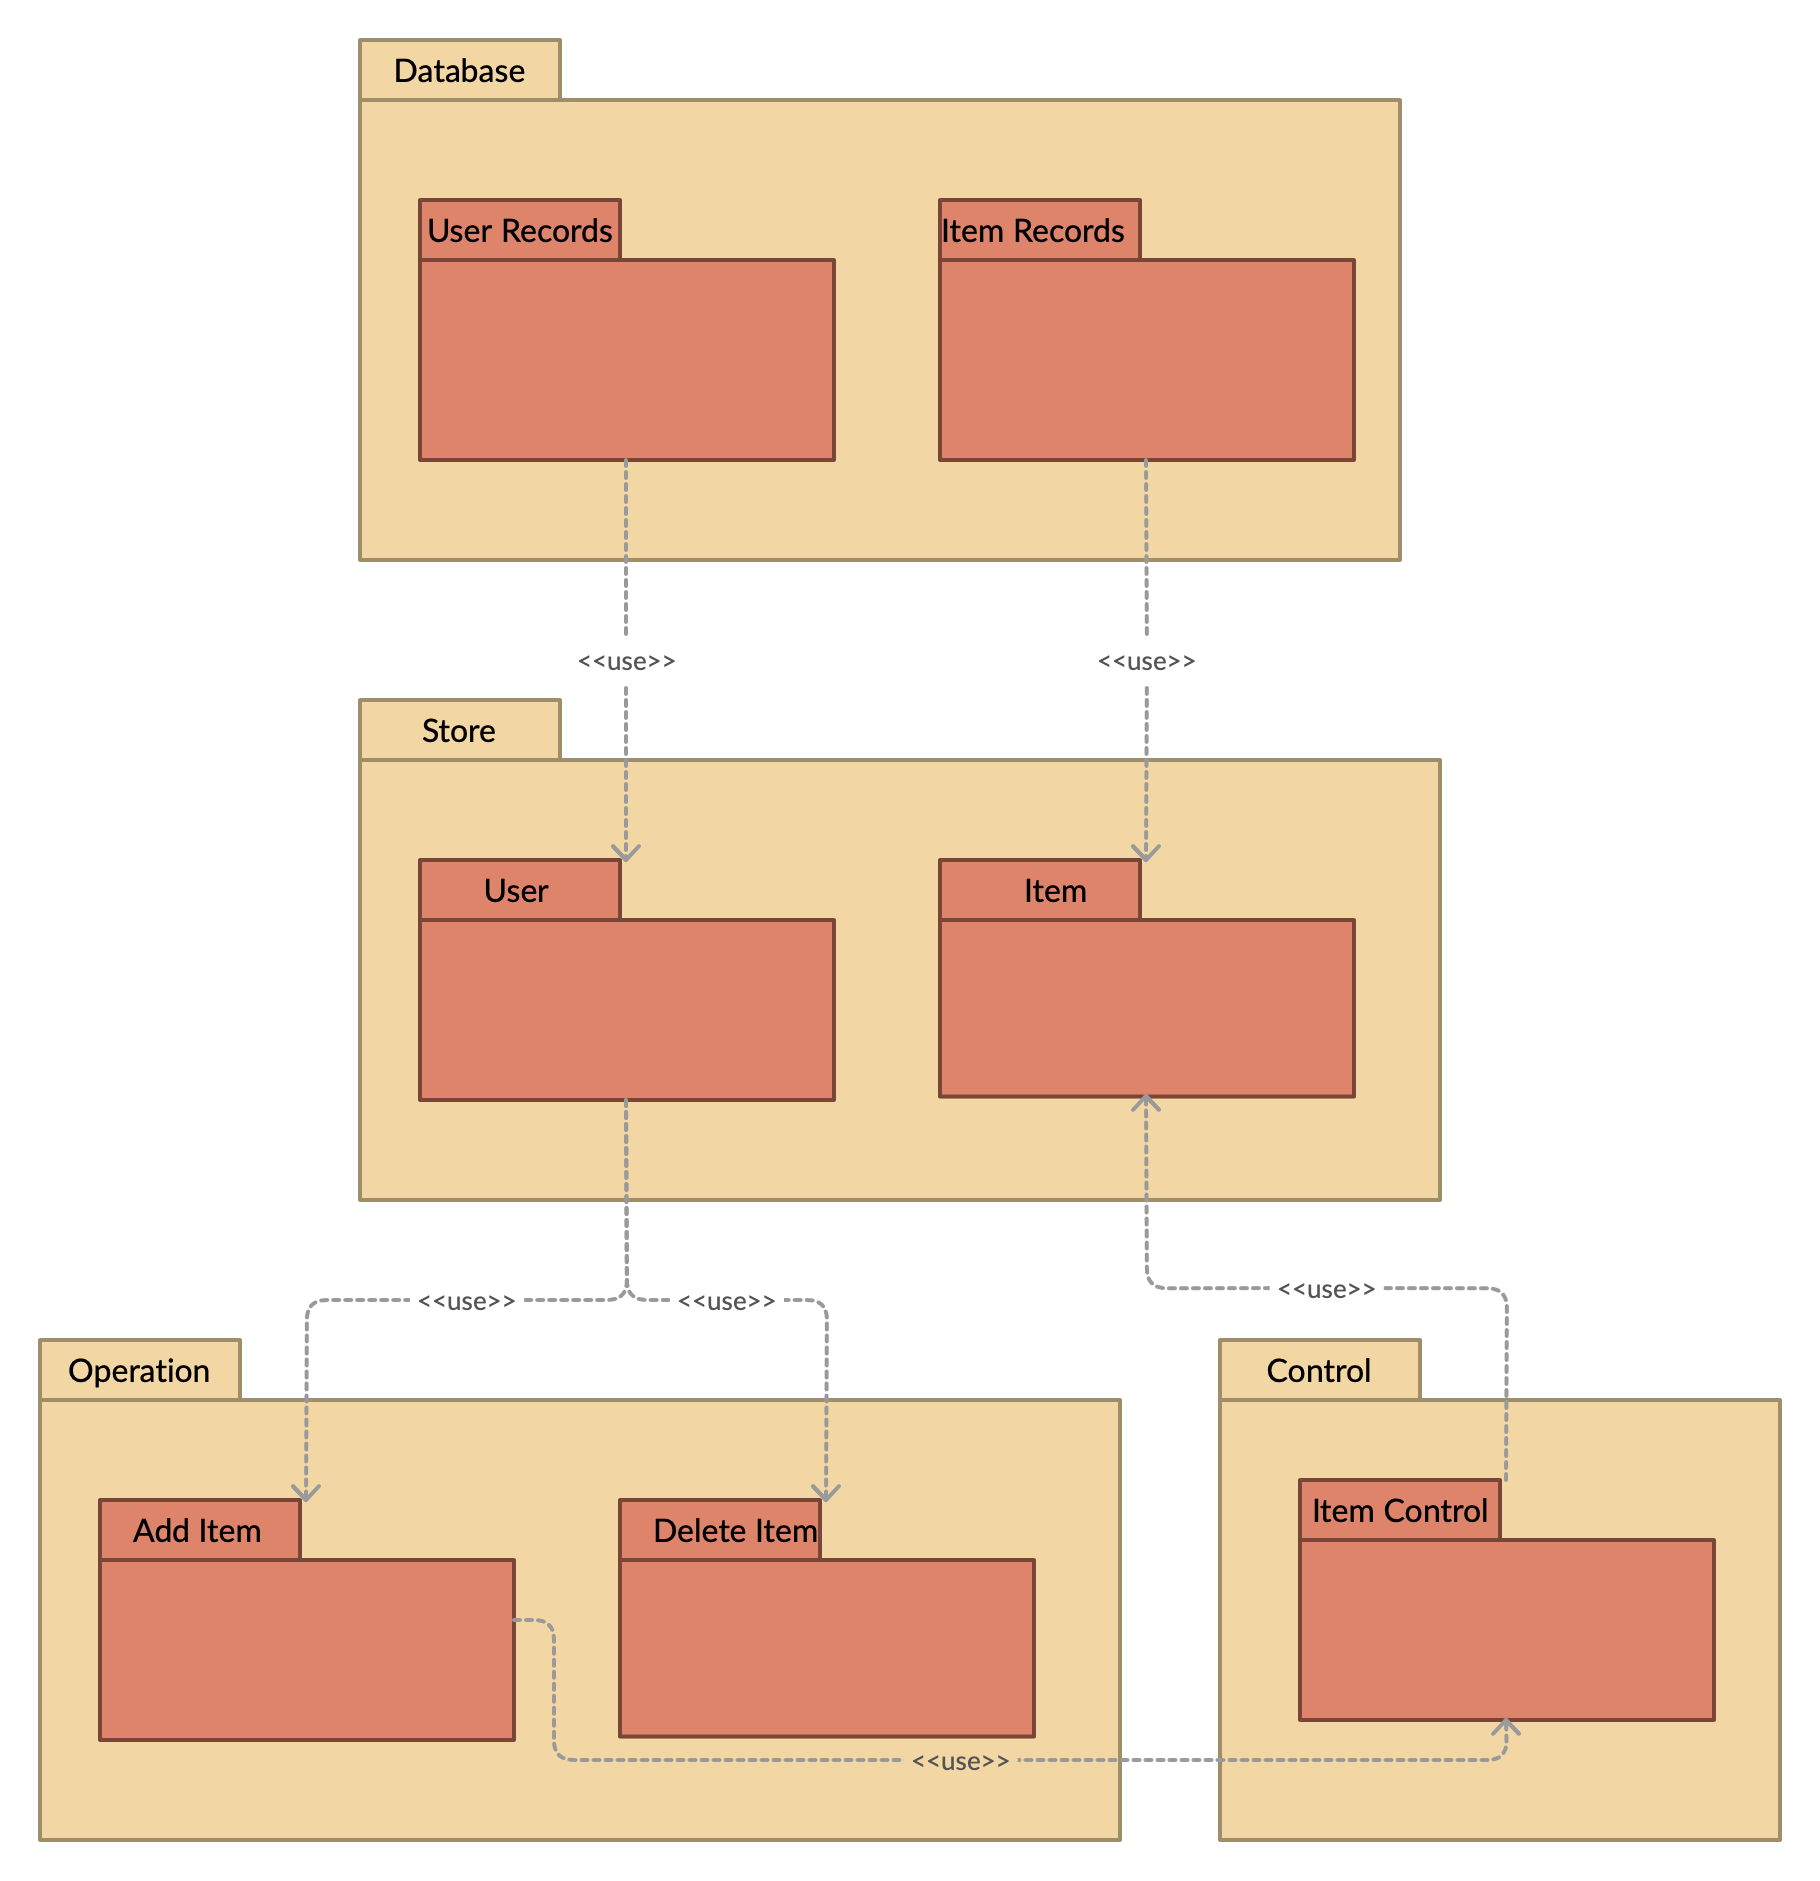 Database
User Records
Item Records
<<use>>
<<use>>
Store
User
Item
<<use>>
<<use>>
<<use>>
Operation
Control
Add Item
Delete Item
Item Control
<<use>>